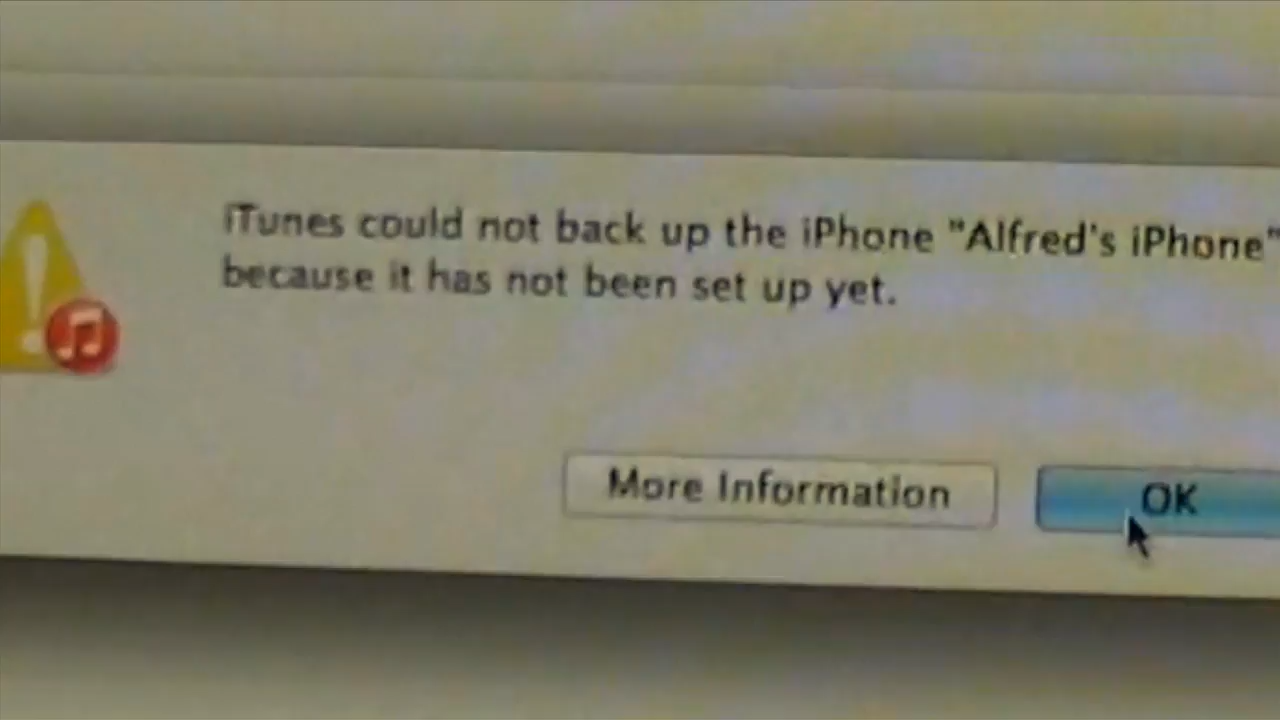 iTunes could not back up the iPhone "Alfred's iPhone"
because it has not been set up yet.
More Information
OK